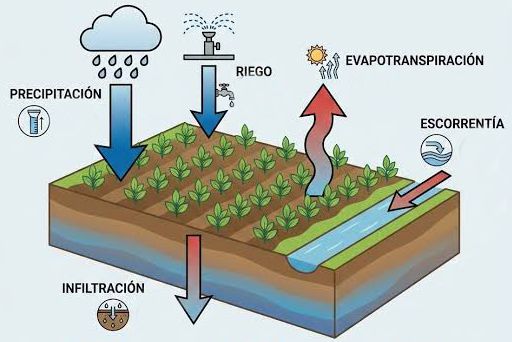 RIEGO
EVAPOTRANSPIRACIÓN
PRECIPITACIÓN
ESCORRENTÍA
INFILTRACIÓN